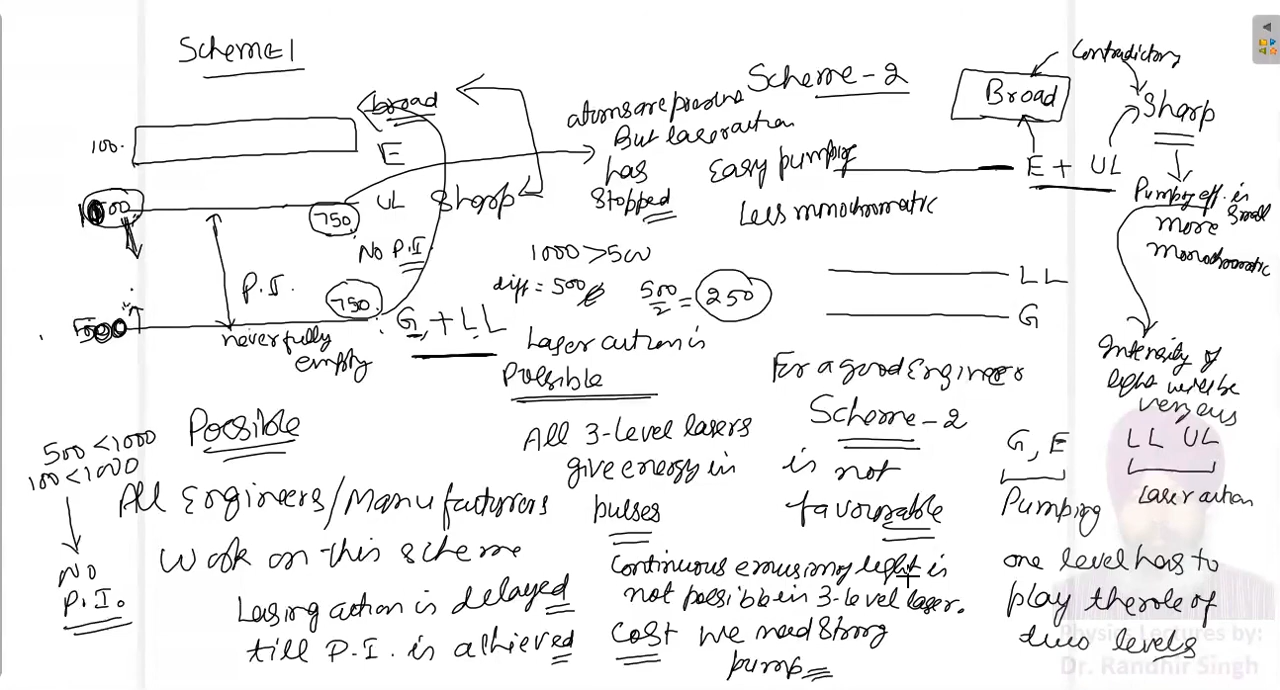 Scheme-1
broad
100.
E
500
UL Sharp
750
No P.I
P.I.
750
G, + LL
never fully
empty
atoms are present
But laser action
has
stopped
1000 > 500
diff = 500
500/2 = 250
Laser action is
Possible
Scheme-2
Easy pumping
Less monochromatic
Contradictory
Broad
Sharp
E + UL
Pumping eff. is
small
more
monochromatic
LL
G
Intensity of
light will be
very less
For a good Engineer
Scheme-2
is
not
favourable
G, E
Pumping
LL UL
Laser action
one level has to
play the role of
two levels
500 < 1000
100 < 1000
NO
P.I.
Possible
All Engineers/Manufacturers
Work on this scheme
Lasing action is delayed
till P.I. is achieved
All 3-level lasers
give energy in
pulses
Continuous light is
not possible in 3-level laser.
Cost We need Strong
pump
Physics Lectures by:
Dr. Randhir Singh